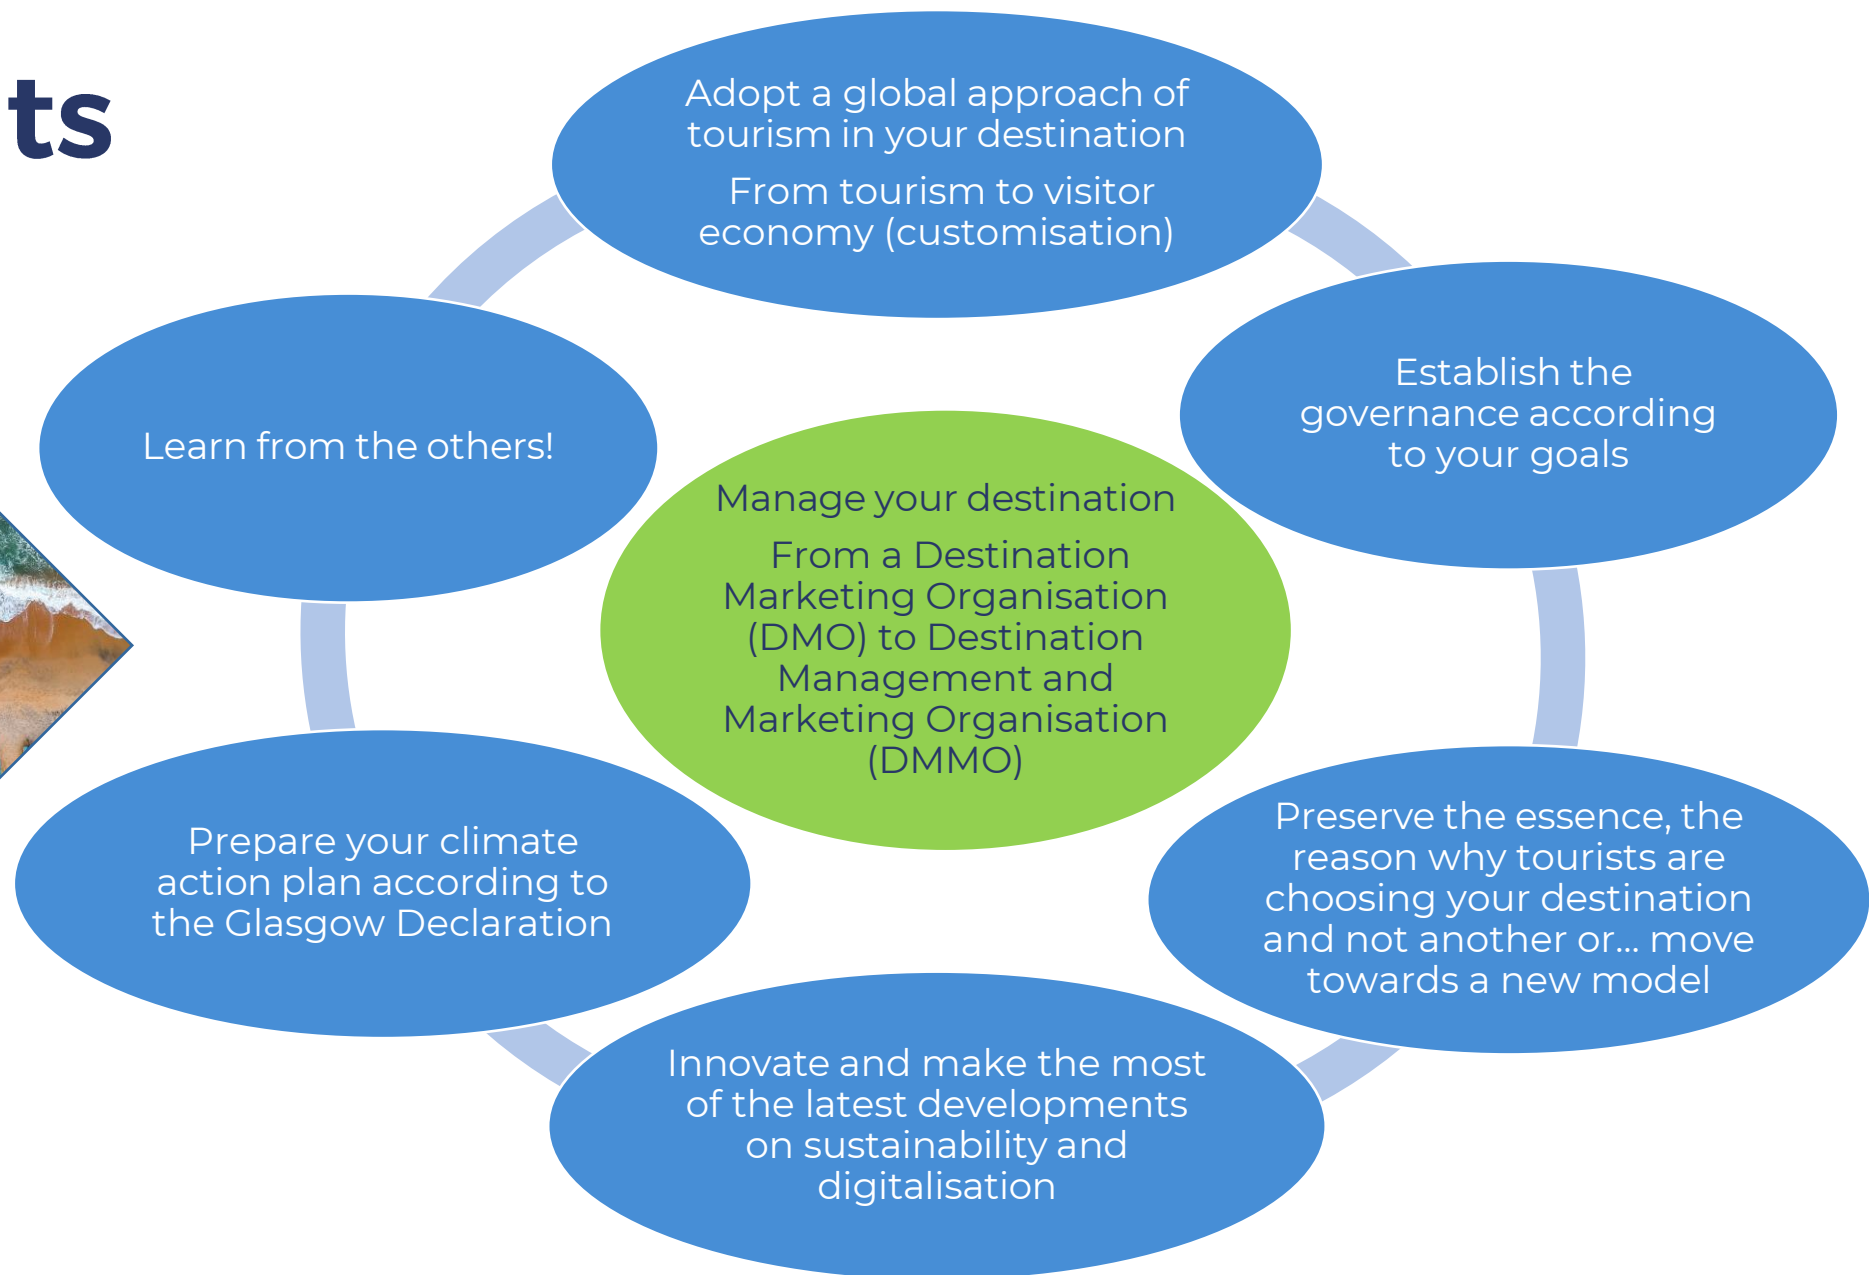 ts
Adopt a global approach of
tourism in your destination
From tourism to visitor
economy (customisation)
Establish the
governance according
to your goals
Preserve the essence, the
reason why tourists are
choosing your destination
and not another or... move
towards a new model
Innovate and make the most
of the latest developments
on sustainability and
digitalisation
Prepare your climate
action plan according to
the Glasgow Declaration
Learn from the others!
Manage your destination
From a Destination
Marketing Organisation
(DMO) to Destination
Management and
Marketing Organisation
(DMMO)